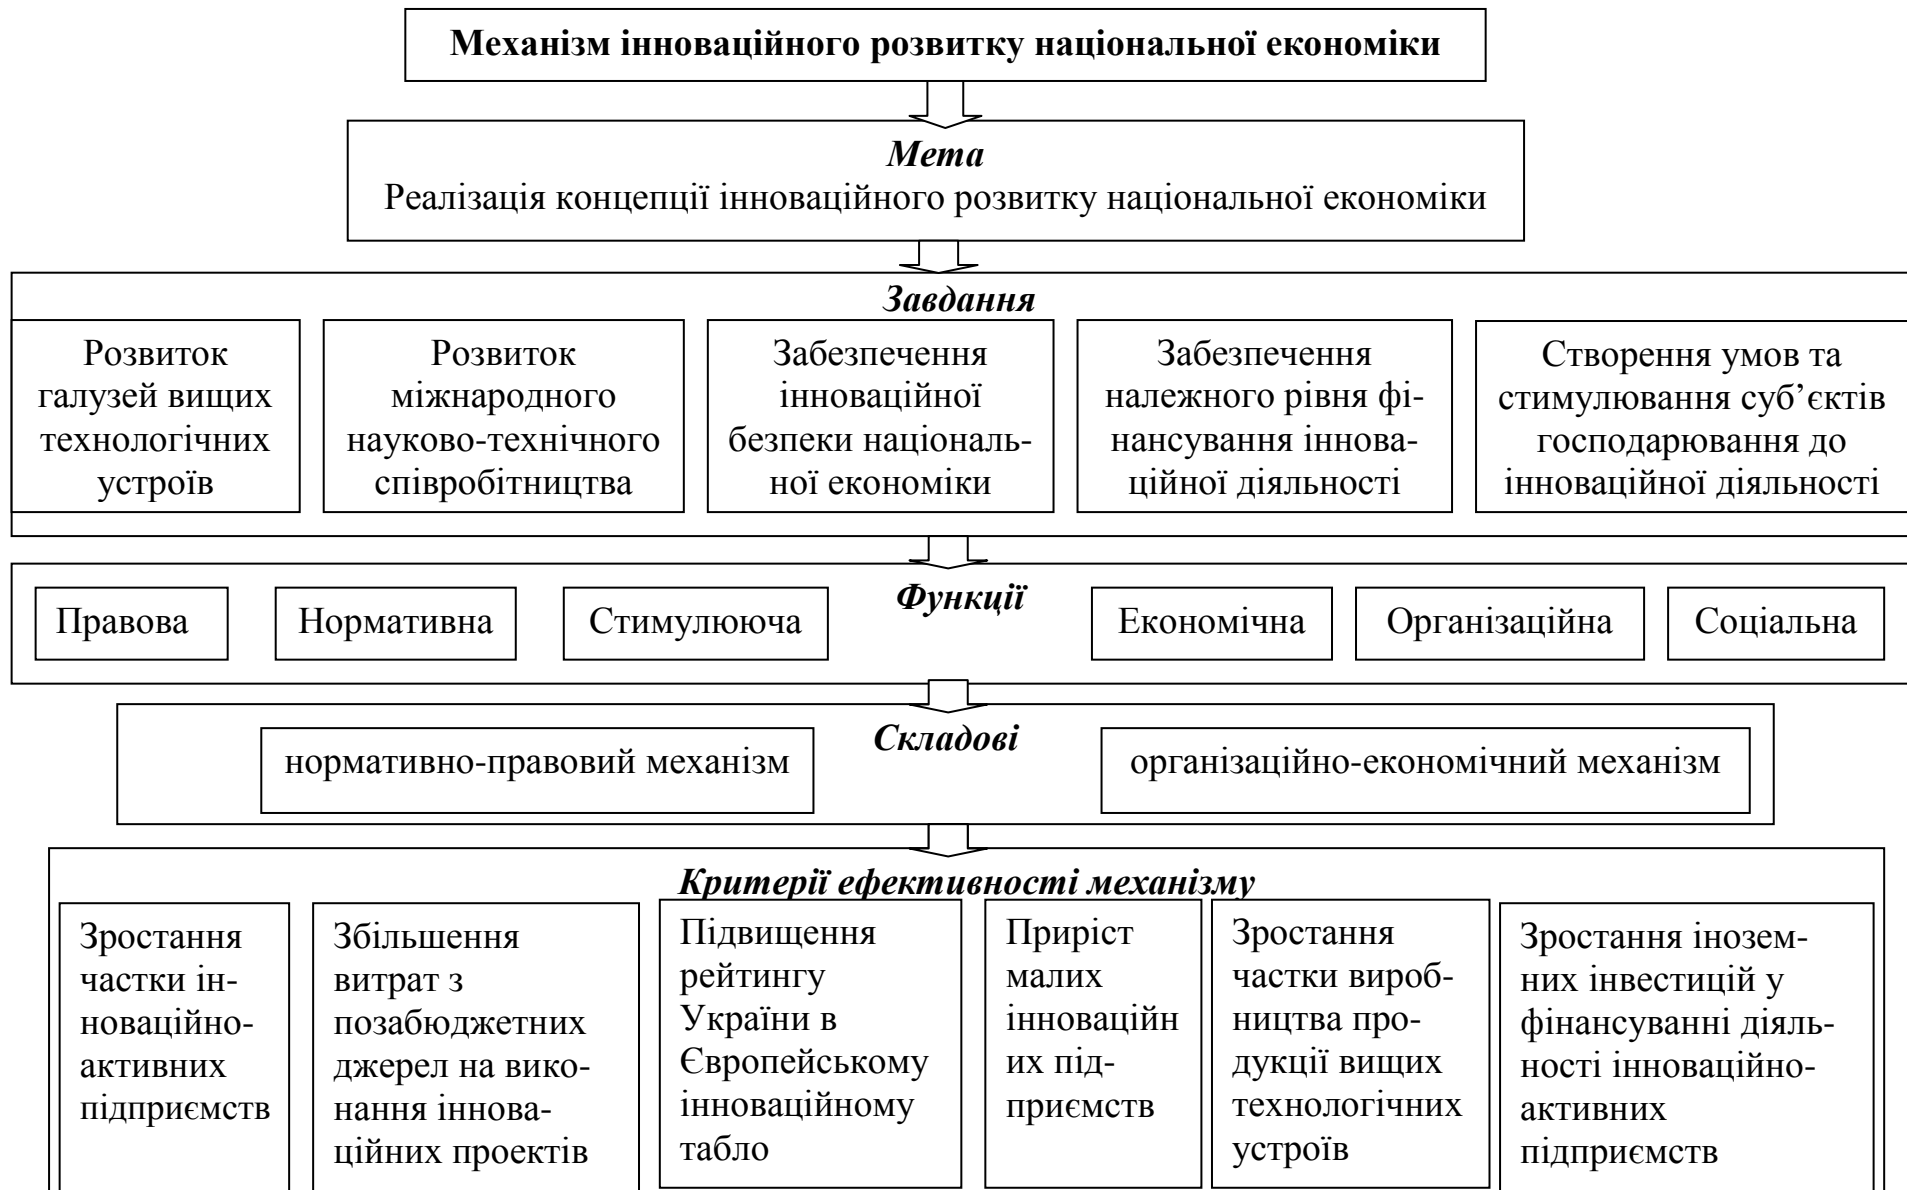 Механізм інноваційного розвитку національної економіки
Мета
Реалізація концепції інноваційного розвитку національної економіки
Завдання
Розвиток
галузей вищих
технологічних
устроїв
Розвиток
міжнародного
науково-технічного
співробітництва
Забезпечення
інноваційної
безпеки національ-
ної економіки
Забезпечення
належного рівня фі-
нансування іннова-
ційної діяльності
Створення умов та
стимулювання суб’єктів
господарювання до
інноваційної діяльності
Функції
Правова
Нормативна
Стимулююча
Економічна
Організаційна
Соціальна
Складові
нормативно-правовий механізм
організаційно-економічний механізм
Критерії ефективності механізму
Зростання
частки ін-
новаційно-
активних
підприємств
Збільшення
витрат з
позабюджетних
джерел на вико-
нання іннова-
ційних проектів
Підвищення
рейтингу
України в
Європейському
інноваційному
табло
Приріст
малих
інноваційн
их під-
приємств
Зростання
частки вироб-
ництва про-
дукції вищих
технологічних
устроїв
Зростання інозем-
них інвестицій у
фінансуванні діяль-
ності інноваційно-
активних
підприємств